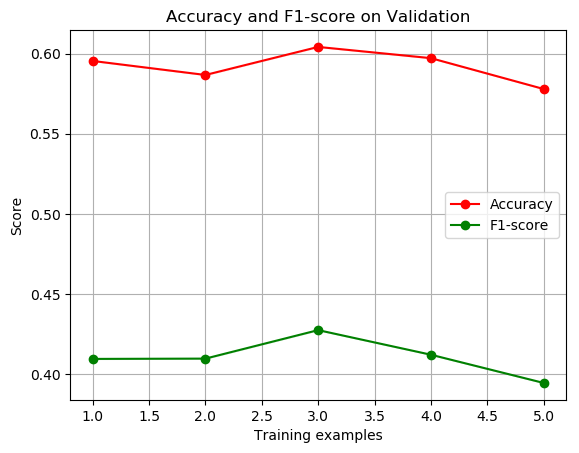 Accuracy and F1-score on Validation
0.60
0.55
0.50
0.45
0.40
Score
Accuracy
F1-score
1.0 1.5 2.0 2.5 3.0 3.5 4.0 4.5 5.0
Training examples